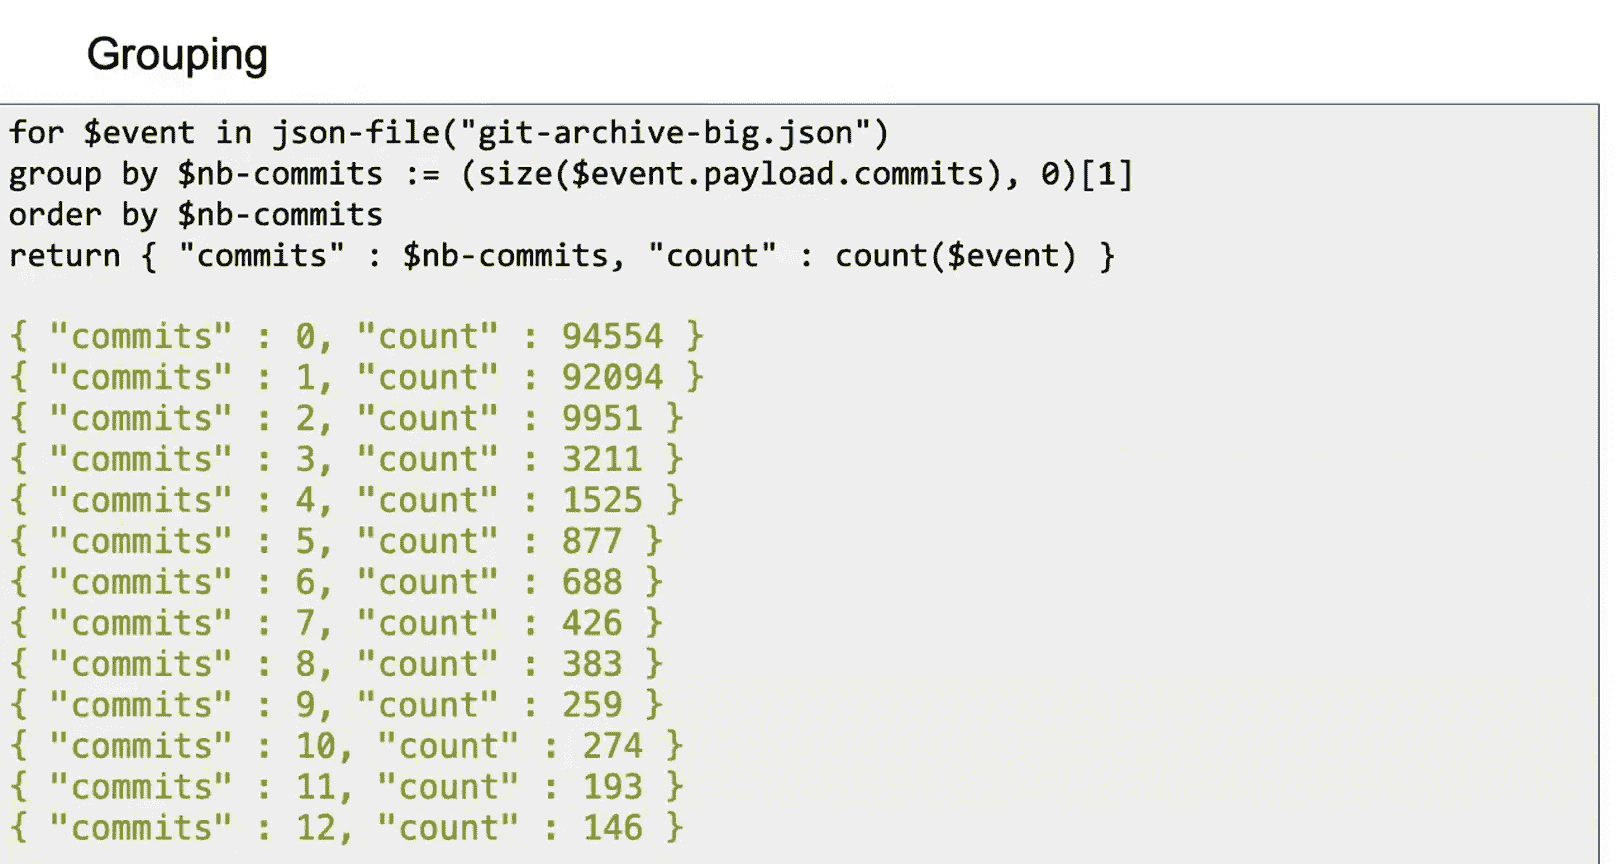 Grouping
for $event in json-file("git-archive-big.json")
group by $nb-commits := (size($event.payload.commits), 0)[1]
order by $nb-commits
return { "commits" : $nb-commits, "count" : count($event) }
{ "commits" : 0, "count" : 94554 }
{ "commits" : 1, "count" : 92094 }
{ "commits" : 2, "count" : 9951 }
{ "commits" : 3, "count" : 3211 }
{ "commits" : 4, "count" : 1525 }
{ "commits" : 5, "count" : 877 }
{ "commits" : 6, "count" : 688 }
{ "commits" : 7, "count" : 426 }
{ "commits" : 8, "count" : 383 }
{ "commits" : 9, "count" : 259 }
{ "commits" : 10, "count" : 274 }
{ "commits" : 11, "count" : 193 }
{ "commits" : 12, "count" : 146 }